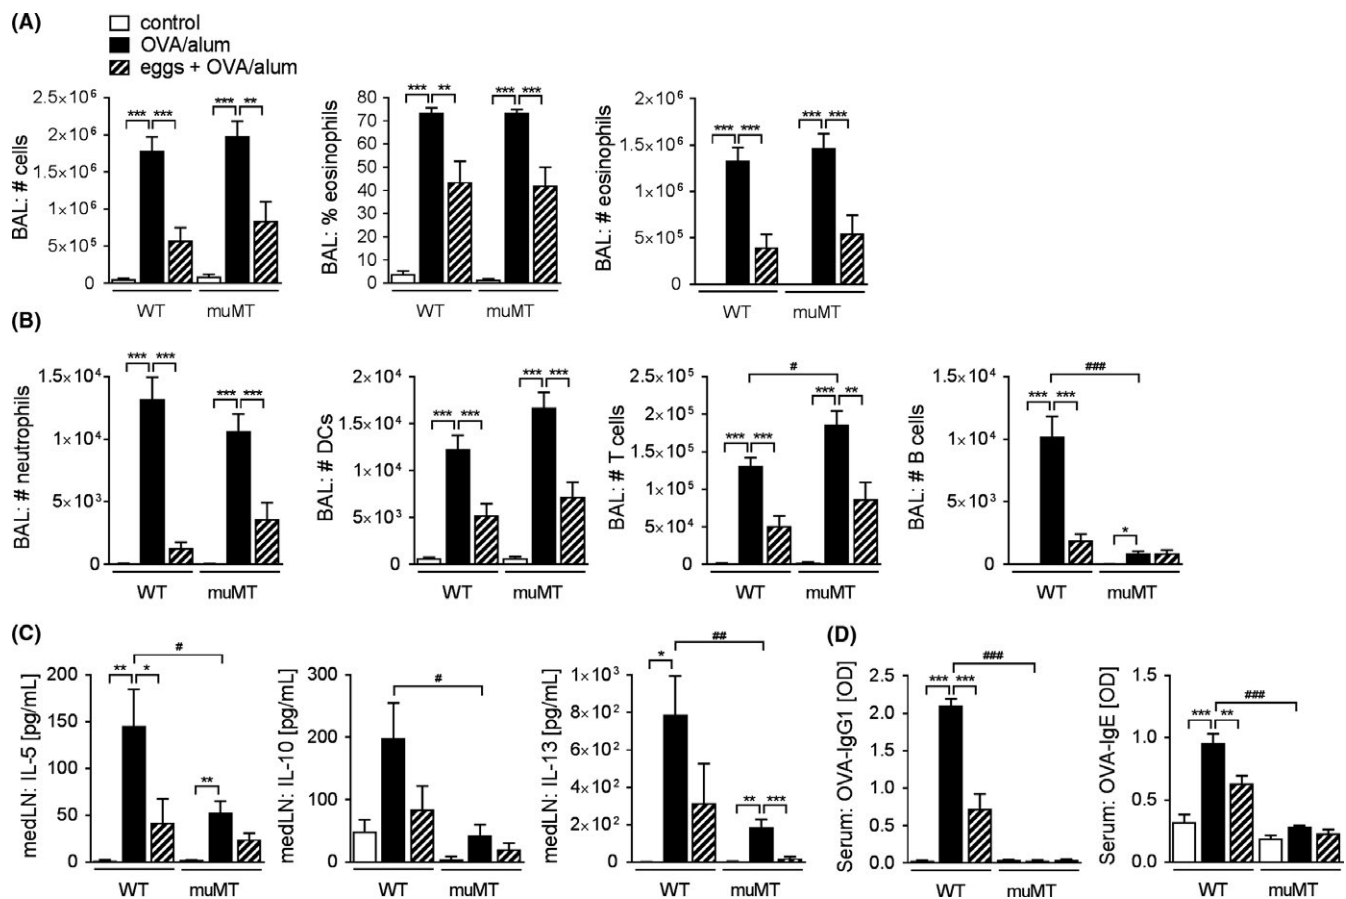 (A)
control
OVA/alum
eggs + OVA/alum
BAL: # cells
2.5×10⁶
2×10⁶
1.5×10⁶
1×10⁶
5×10⁵
0
*** ***
*** **
WT muMT
BAL: % eosinophils
80
70
60
50
40
30
20
10
0
*** **
*** ***
WT muMT
BAL: # eosinophils
2×10⁶
1.5×10⁶
1×10⁶
5×10⁵
0
*** ***
*** ***
WT muMT
(B)
BAL: # neutrophils
1.5×10⁴
1×10⁴
5×10³
0
*** ***
*** ***
WT muMT
BAL: # DCs
2×10⁴
1.5×10⁴
1×10⁴
5×10³
0
*** ***
*** ***
WT muMT
BAL: # T cells
2.5×10⁵
2×10⁵
1.5×10⁵
1×10⁵
5×10⁴
0
#
*** ***
*** **
WT muMT
BAL: # B cells
1.5×10⁴
1×10⁴
5×10³
0
###
*** ***
*
WT muMT
(C)
medLN: IL-5 [pg/mL]
200
150
100
50
0
#
** *
**
WT muMT
medLN: IL-10 [pg/mL]
300
200
100
0
#
WT muMT
medLN: IL-13 [pg/mL]
1×10³
8×10²
6×10²
4×10²
2×10²
0
##
*
** ***
WT muMT
(D)
Serum: OVA-IgG1 [OD]
2.5
2.0
1.5
1.0
0.5
0.0
###
*** ***
WT muMT
Serum: OVA-IgE [OD]
1.5
1.0
0.5
0.0
###
*** **
WT muMT